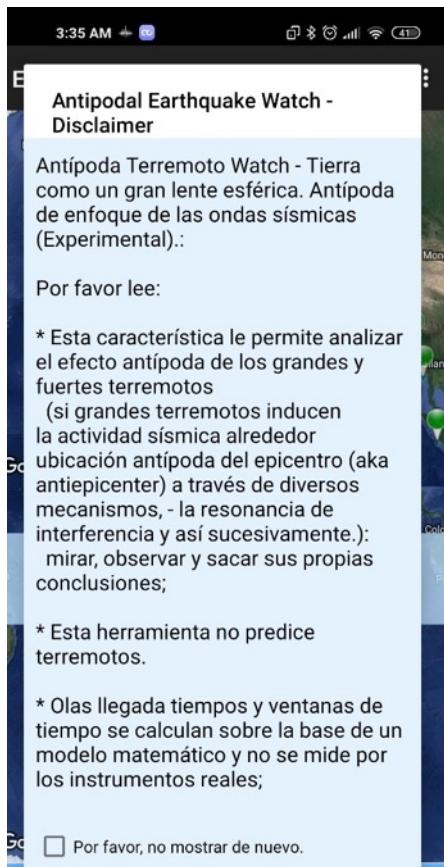 3:35 AM
41
E
Antipodal Earthquake Watch -
Disclaimer
Antípoda Terremoto Watch - Tierra
como un gran lente esférica. Antípoda
de enfoque de las ondas sísmicas
(Experimental).:
Por favor lee:
* Esta característica le permite analizar
el efecto antípoda de los grandes y
fuertes terremotos
(si grandes terremotos inducen
la actividad sísmica alrededor
ubicación antípoda del epicentro (aka
antiepicenter) a través de diversos
mecanismos, - la resonancia de
interferencia y así sucesivamente.):
mirar, observar y sacar sus propias
conclusiones;
* Esta herramienta no predice
terremotos.
* Olas llegada tiempos y ventanas de
tiempo se calculan sobre la base de un
modelo matemático y no se mide por
los instrumentos reales;
Por favor, no mostrar de nuevo.